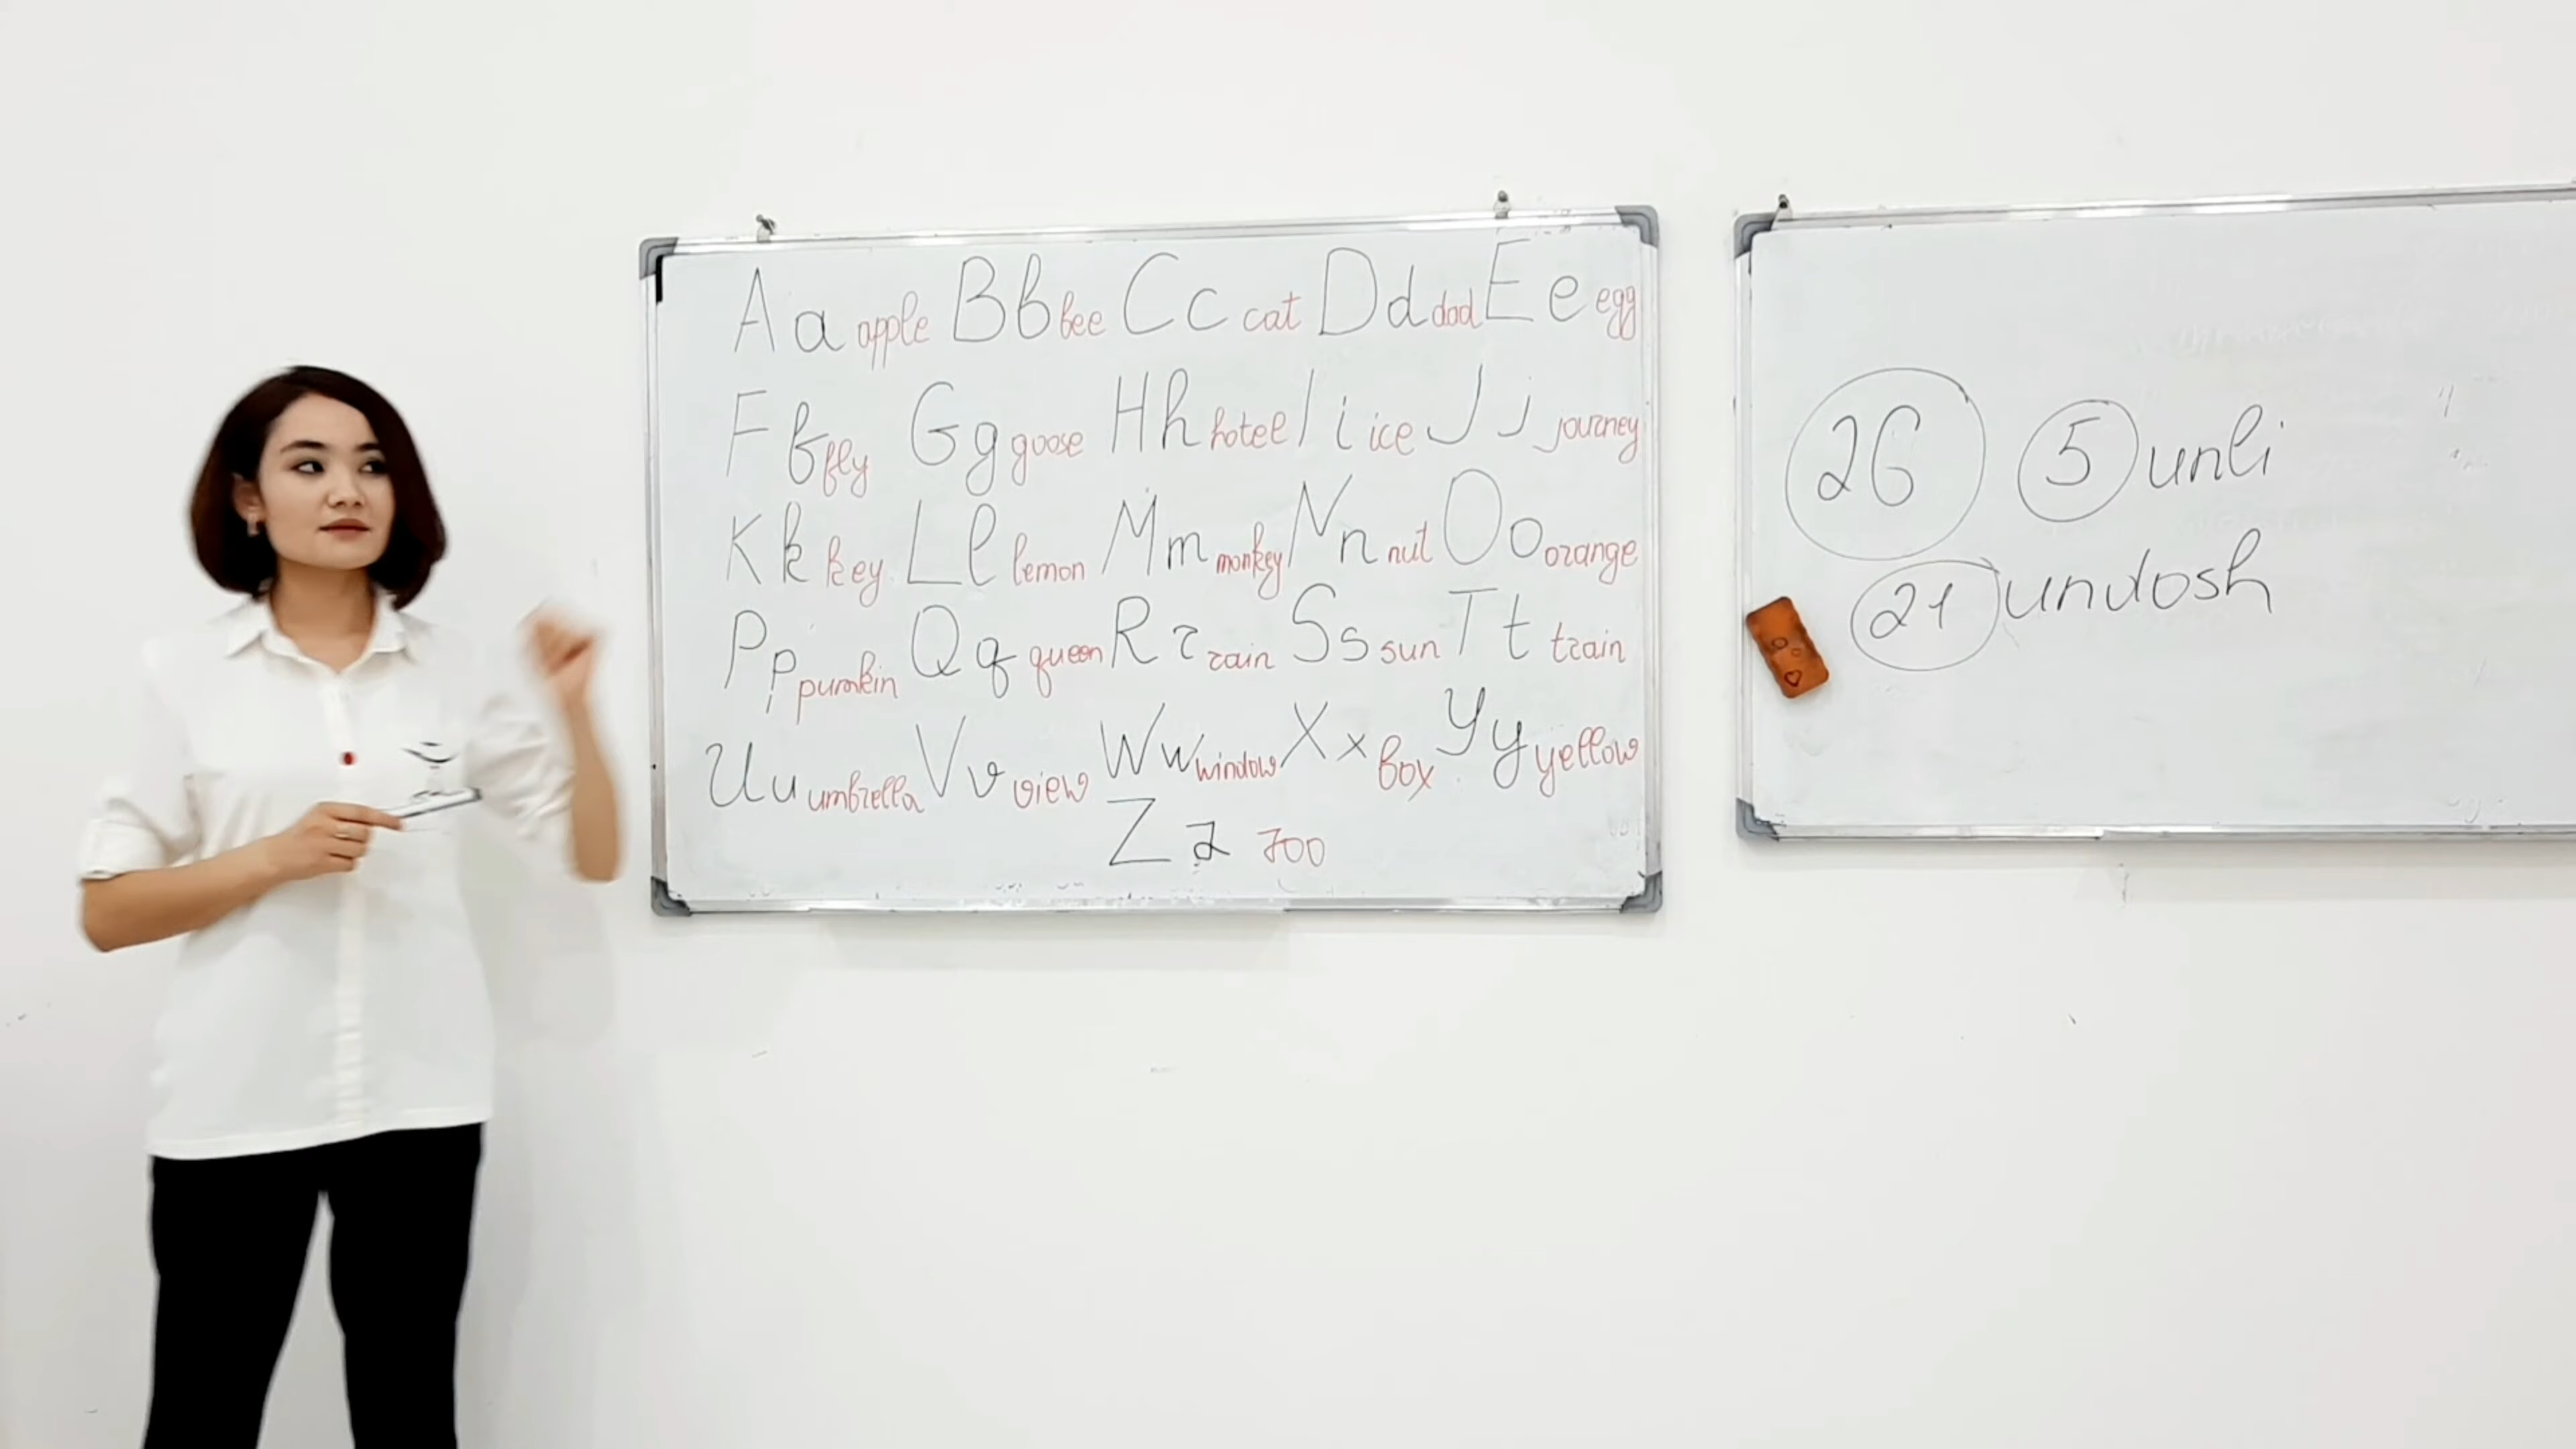 A a apple B b bee C c cat D d dad E e egg
F f fly G g goose H h hotel I i ice J j journey
K k key L l lemon M m monkey N n nut O o orange
P p pumkin Q q queen R r rain S s sun T t train
U u umbrella V v view W w window X x box Y y yellow
Z z zoo
26 5 unli
21 undosh